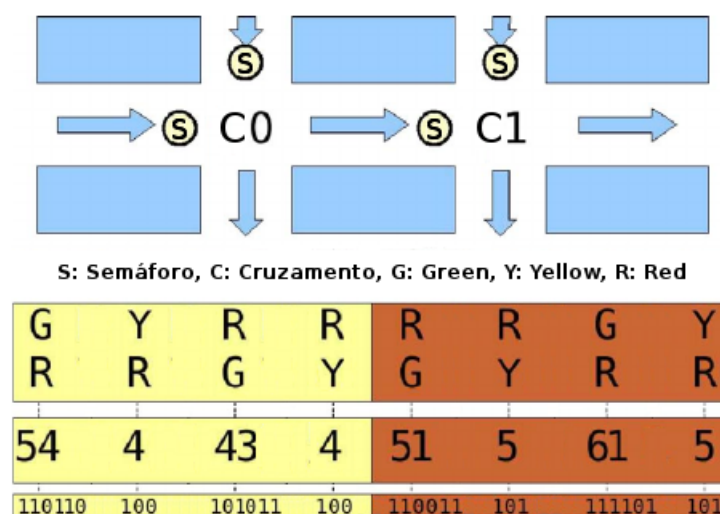 S S
S C0 S C1
S: Semáforo, C: Cruzamento, G: Green, Y: Yellow, R: Red
G Y R R R R G Y
R R G Y G Y R R
54 4 43 4 51 5 61 5
110110 100 101011 100 110011 101 111101 101